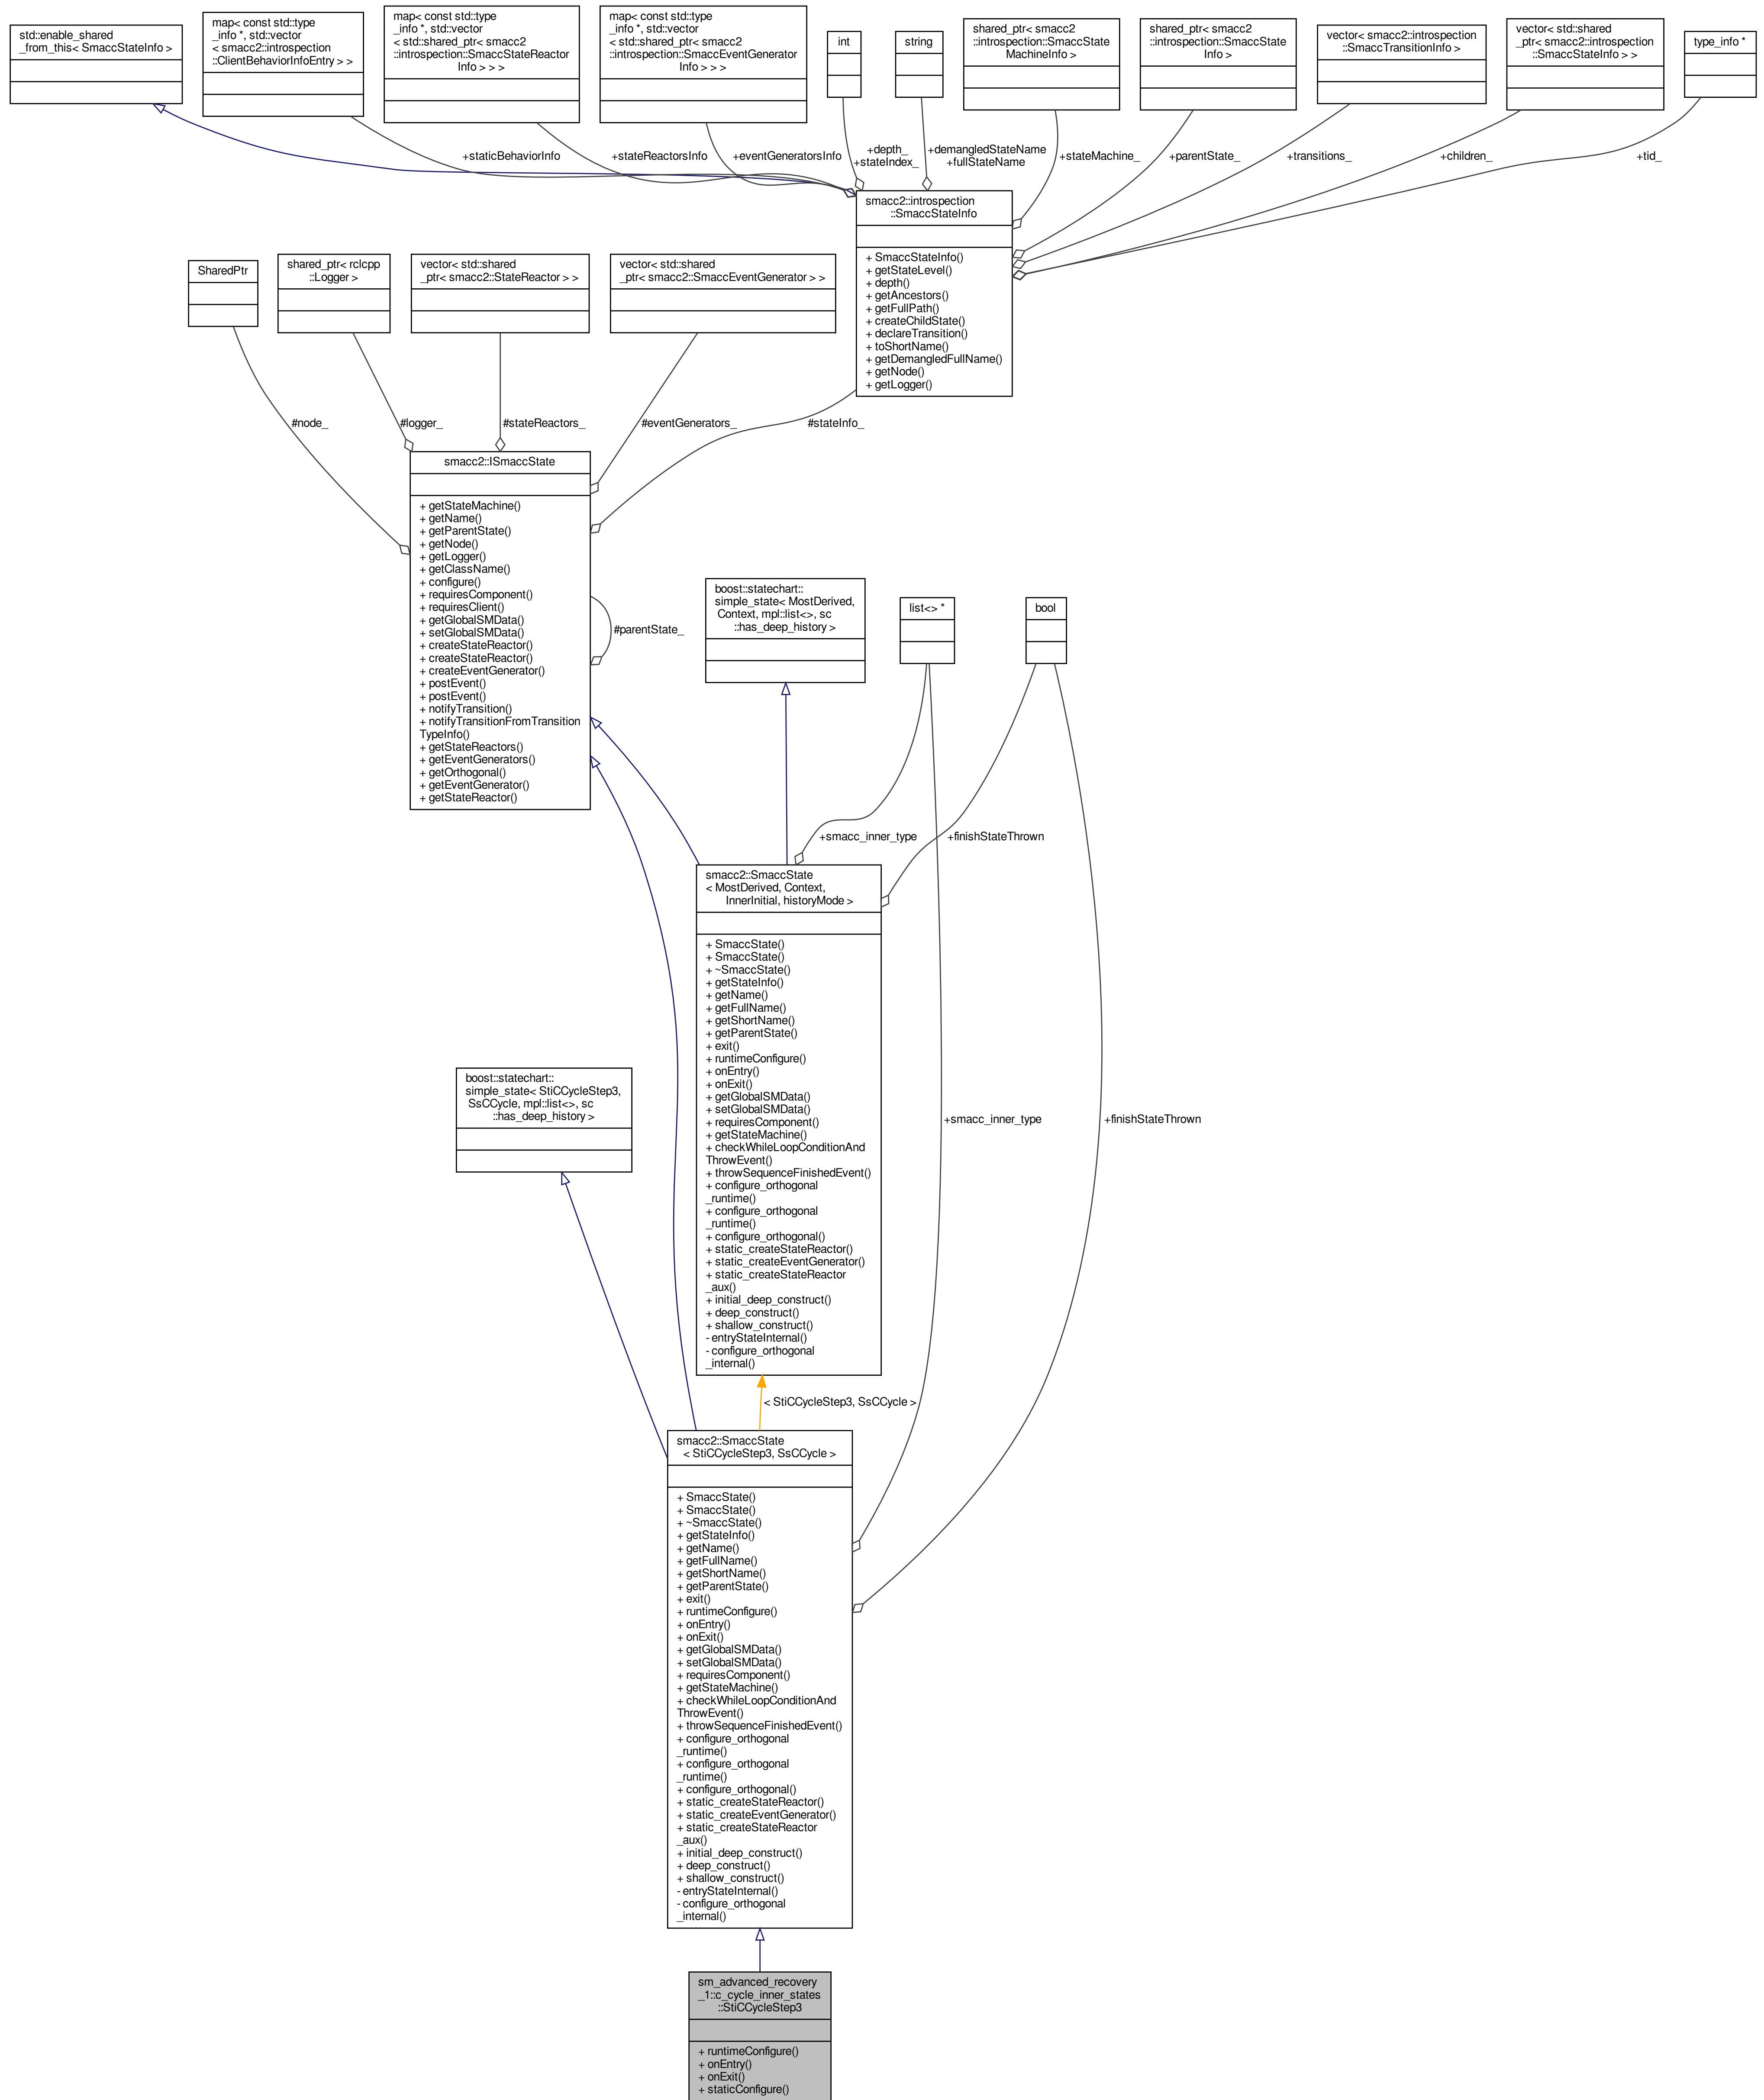 std::enable_shared
_from_this< SmaccStateInfo >
map< const std::type
_info *, std::vector
< smacc2::introspection
::ClientBehaviorInfoEntry > >
map< const std::type
_info *, std::vector
< std::shared_ptr< smacc2
::introspection::SmaccStateReactor
Info > > >
map< const std::type
_info *, std::vector
< std::shared_ptr< smacc2
::introspection::SmaccEventGenerator
Info > > >
int
string
shared_ptr< smacc2
::introspection::SmaccState
MachineInfo >
shared_ptr< smacc2
::introspection::SmaccState
Info >
vector< smacc2::introspection
::SmaccTransitionInfo >
vector< std::shared
_ptr< smacc2::introspection
::SmaccStateInfo > >
type_info *
+staticBehaviorInfo
+stateReactorsInfo
+eventGeneratorsInfo
+depth_
+stateIndex_
+demangledStateName
+fullStateName
+stateMachine_
+parentState_
+transitions_
+children_
+tid_
smacc2::introspection
::SmaccStateInfo
+ SmaccStateInfo()
+ getStateLevel()
+ depth()
+ getAncestors()
+ getFullPath()
+ createChildState()
+ declareTransition()
+ toShortName()
+ getDemangledFullName()
+ getNode()
+ getLogger()
SharedPtr
shared_ptr< rclcpp
::Logger >
vector< std::shared
_ptr< smacc2::StateReactor > >
vector< std::shared
_ptr< smacc2::SmaccEventGenerator > >
#node_
#logger_
#stateReactors_
#eventGenerators_
#stateInfo_
smacc2::ISmaccState
+ getStateMachine()
+ getName()
+ getParentState()
+ getNode()
+ getLogger()
+ getClassName()
+ configure()
+ requiresComponent()
+ requiresClient()
+ getGlobalSMData()
+ setGlobalSMData()
+ createStateReactor()
+ createStateReactor()
+ createEventGenerator()
+ postEvent()
+ postEvent()
+ notifyTransition()
+ notifyTransitionFromTransition
TypeInfo()
+ getStateReactors()
+ getEventGenerators()
+ getOrthogonal()
+ getEventGenerator()
+ getStateReactor()
#parentState_
boost::statechart::
simple_state< MostDerived,
Context, mpl::list<>, sc
::has_deep_history >
list<> *
bool
+smacc_inner_type
+finishStateThrown
smacc2::SmaccState
< MostDerived, Context,
InnerInitial, historyMode >
+ SmaccState()
+ SmaccState()
+ ~SmaccState()
+ getStateInfo()
+ getName()
+ getFullName()
+ getShortName()
+ getParentState()
+ exit()
+ runtimeConfigure()
+ onEntry()
+ onExit()
+ getGlobalSMData()
+ setGlobalSMData()
+ requiresComponent()
+ getStateMachine()
+ checkWhileLoopConditionAnd
ThrowEvent()
+ throwSequenceFinishedEvent()
+ configure_orthogonal
_runtime()
+ configure_orthogonal
_runtime()
+ configure_orthogonal()
+ static_createStateReactor()
+ static_createEventGenerator()
+ static_createStateReactor
_aux()
+ initial_deep_construct()
+ deep_construct()
+ shallow_construct()
- entryStateInternal()
- configure_orthogonal
_internal()
boost::statechart::
simple_state< StiCCycleStep3,
SsCCycle, mpl::list<>, sc
::has_deep_history >
+smacc_inner_type
+finishStateThrown
< StiCCycleStep3, SsCCycle >
smacc2::SmaccState
< StiCCycleStep3, SsCCycle >
+ SmaccState()
+ SmaccState()
+ ~SmaccState()
+ getStateInfo()
+ getName()
+ getFullName()
+ getShortName()
+ getParentState()
+ exit()
+ runtimeConfigure()
+ onEntry()
+ onExit()
+ getGlobalSMData()
+ setGlobalSMData()
+ requiresComponent()
+ getStateMachine()
+ checkWhileLoopConditionAnd
ThrowEvent()
+ throwSequenceFinishedEvent()
+ configure_orthogonal
_runtime()
+ configure_orthogonal
_runtime()
+ configure_orthogonal()
+ static_createStateReactor()
+ static_createEventGenerator()
+ static_createStateReactor
_aux()
+ initial_deep_construct()
+ deep_construct()
+ shallow_construct()
- entryStateInternal()
- configure_orthogonal
_internal()
sm_advanced_recovery
_1::c_cycle_inner_states
::StiCCycleStep3
+ runtimeConfigure()
+ onEntry()
+ onExit()
+ staticConfigure()